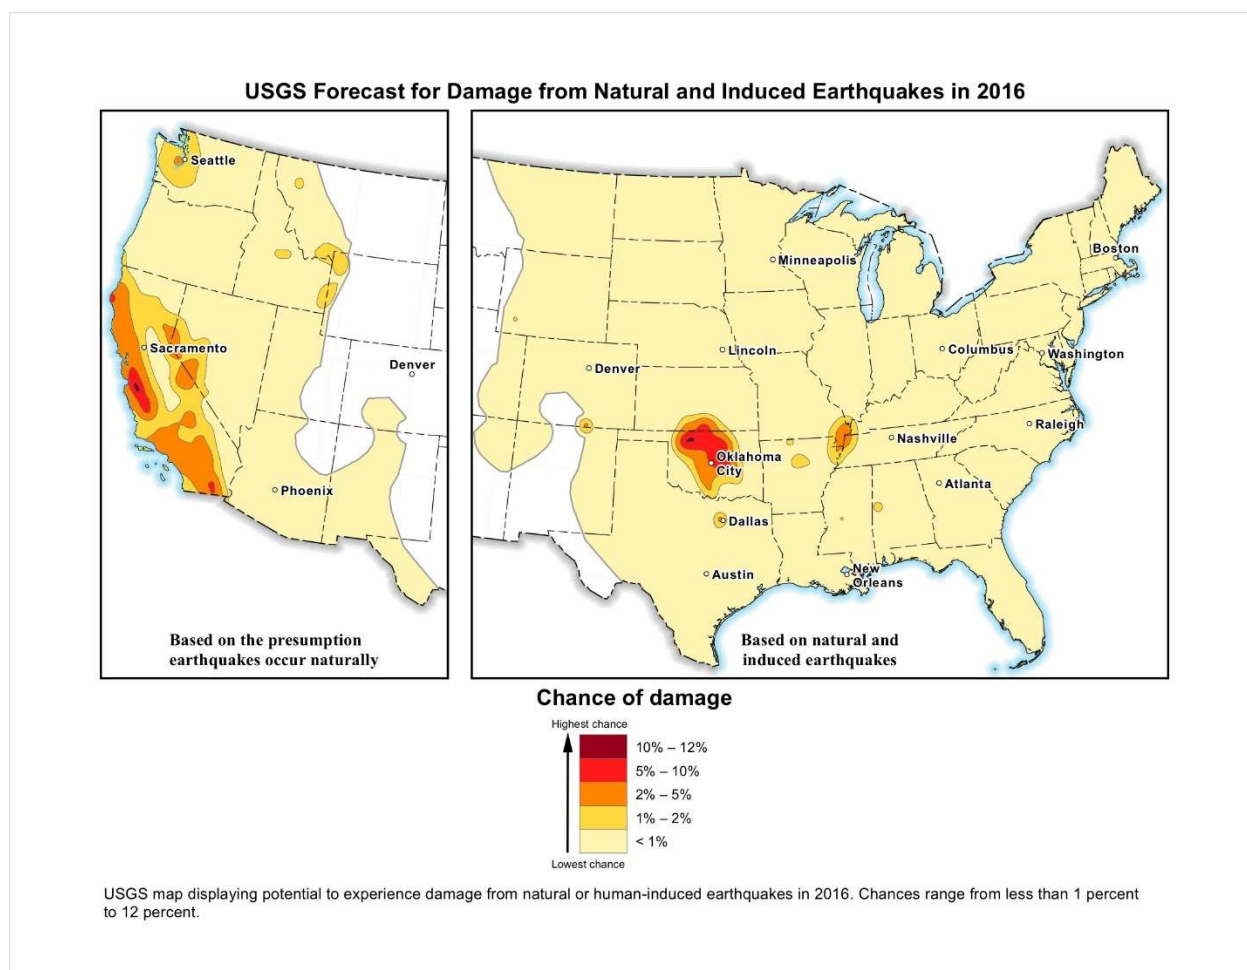 USGS Forecast for Damage from Natural and Induced Earthquakes in 2016
Seattle
Sacramento
Denver
Phoenix
Based on the presumption
earthquakes occur naturally
Boston
Minneapolis
Lincoln
Columbus
Washington
Denver
Raleigh
Nashville
Oklahoma
City
Atlanta
Dallas
Austin
New
Orleans
Based on natural and
induced earthquakes
Chance of damage
Highest chance
10% – 12%
5% – 10%
2% – 5%
1% – 2%
< 1%
Lowest chance
USGS map displaying potential to experience damage from natural or human-induced earthquakes in 2016. Chances range from less than 1 percent
to 12 percent.